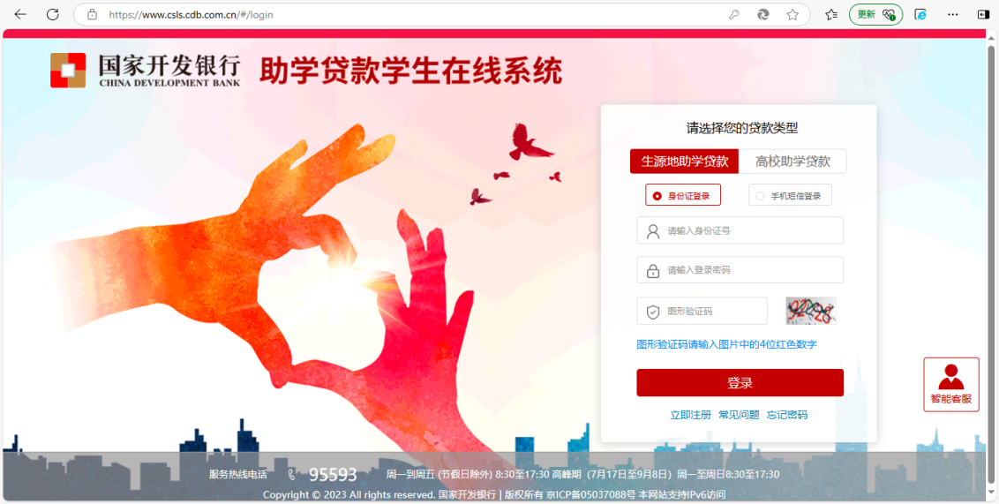 https://www.csls.cdb.com.cn/#/login
更新
国家开发银行
CHINA DEVELOPMENT BANK
助学贷款学生在线系统
请选择您的贷款类型
生源地助学贷款 高校助学贷款
身份证登录 手机短信登录
请输入身份证号
请输入登录密码
图形验证码
图形验证码请输入图片中的4位红色数字
登录
立即注册 常见问题 忘记密码
智能客服
服务热线电话 95593 周一到周五 (节假日除外) 8:30至17:30 高峰期（7月17日至9月8日）周一至周日8:30至17:30
Copyright © 2023 All rights reserved. 国家开发银行 | 版权所有 京ICP备05037088号 本网站支持IPv6访问